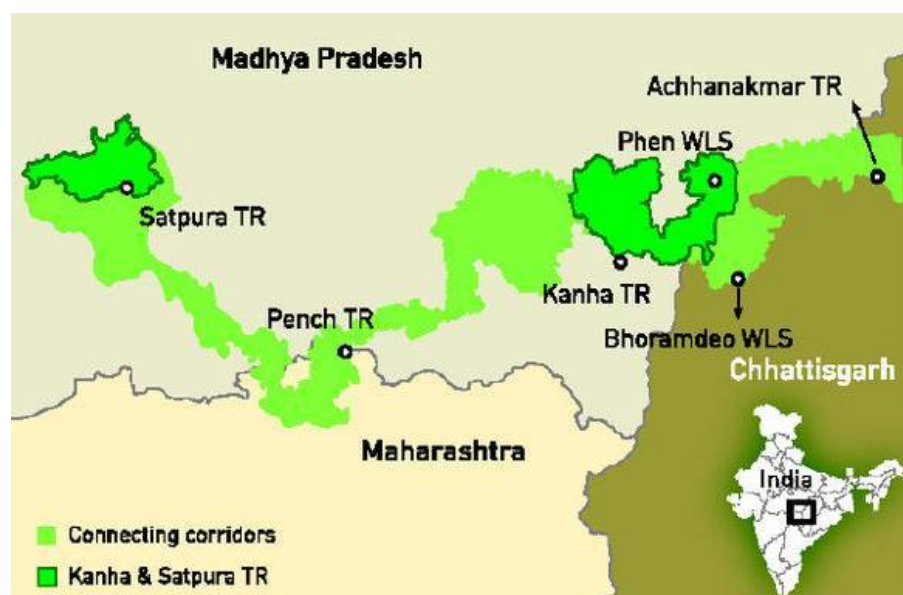 Madhya Pradesh
Achhanakmar TR
Phen WLS
Satpura TR
Kanha TR
Pench TR
Bhoramdeo WLS
Chhattisgarh
Maharashtra
India
Connecting corridors
Kanha & Satpura TR